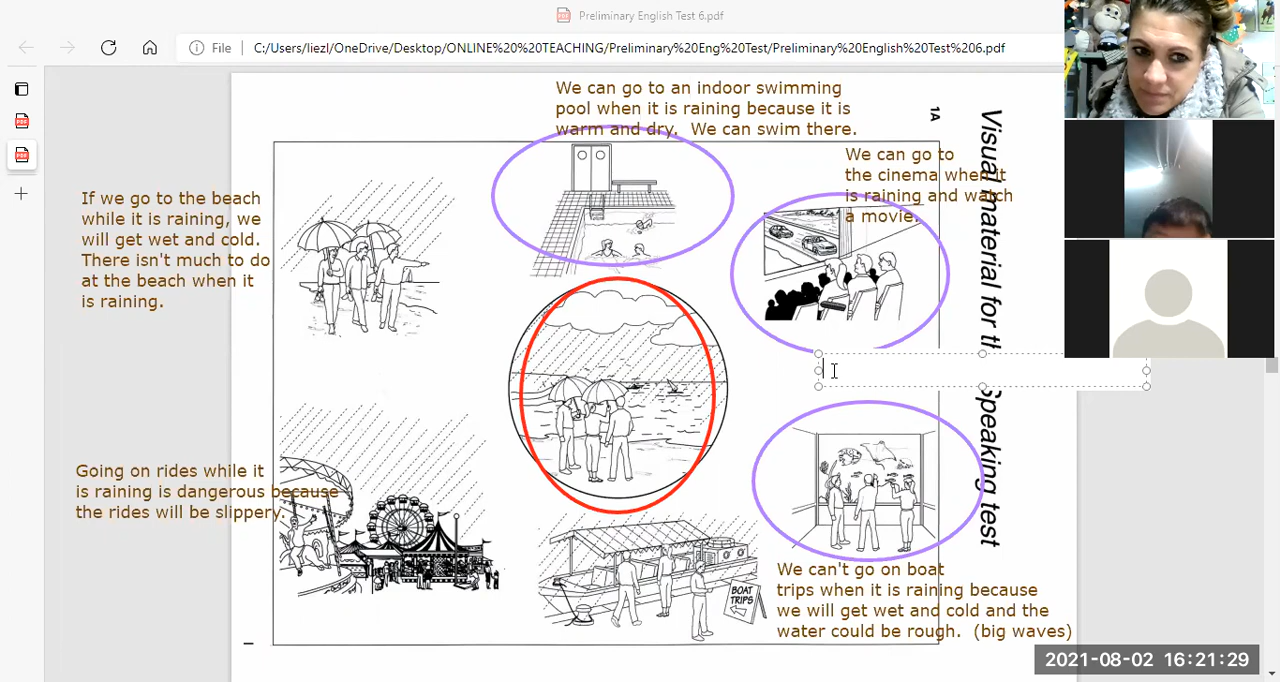 Preliminary English Test 6.pdf
File C:/Users/liezl/OneDrive/Desktop/ONLINE%20%20TEACHING/Preliminary%20Eng%20Test/Preliminary%20English%20Test%206.pdf
We can go to an indoor swimming
pool when it is raining because it is
warm and dry. We can swim there.
1A
We can go to
the cinema when it
is raining and watch
a movie.
Visual material for th
Speaking test
If we go to the beach
while it is raining, we
will get wet and cold.
There isn't much to do
at the beach when it
is raining.
Going on rides while it
is raining is dangerous because
the rides will be slippery.
BOAT
TRIPS
We can't go on boat
trips when it is raining because
we will get wet and cold and the
water could be rough. (big waves)
2021-08-02 16:21:29